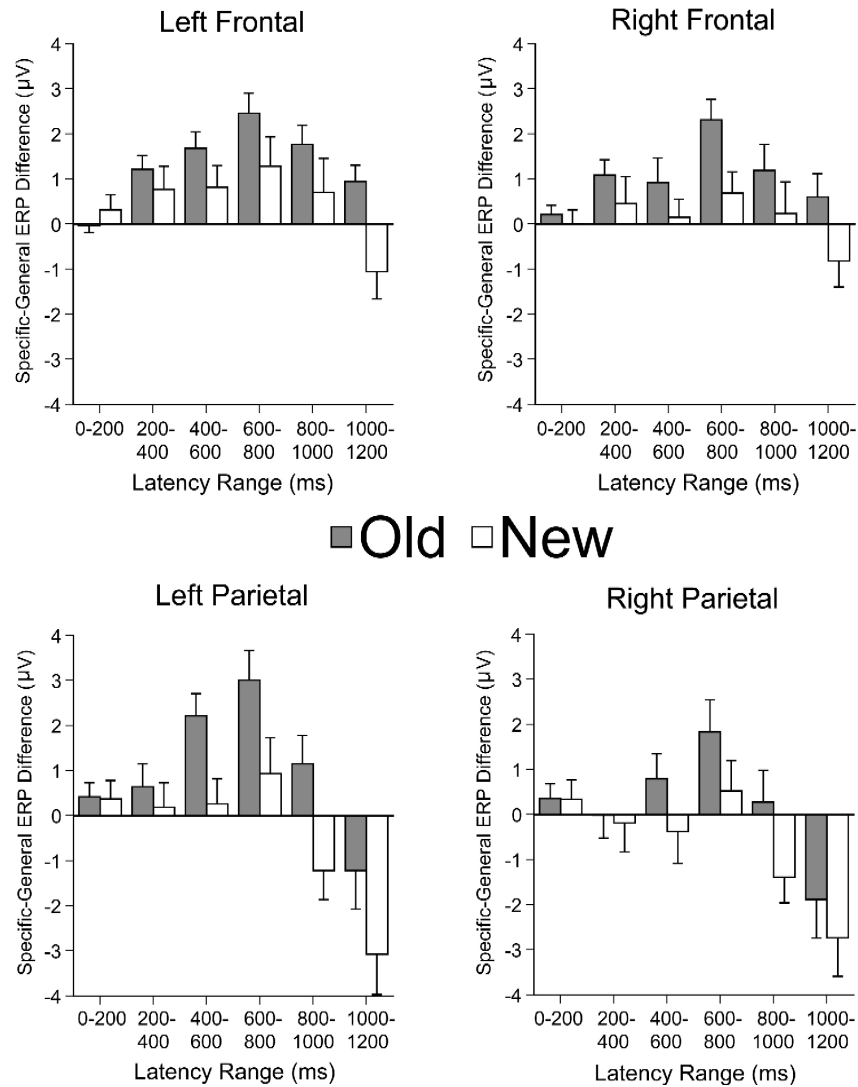 Left Frontal
Specific-General ERP Difference (µV)
4
3
2
1
0
-1
-2
-3
-4
0-200 200- 400- 600- 800- 1000-
400 600 800 1000 1200
Latency Range (ms)
Right Frontal
Specific-General ERP Difference (µV)
4
3
2
1
0
-1
-2
-3
-4
0-200 200- 400- 600- 800- 1000-
400 600 800 1000 1200
Latency Range (ms)
Old New
Left Parietal
Specific-General ERP Difference (µV)
4
3
2
1
0
-1
-2
-3
-4
0-200 200- 400- 600- 800- 1000-
400 600 800 1000 1200
Latency Range (ms)
Right Parietal
Specific-General ERP Difference (µV)
4
3
2
1
0
-1
-2
-3
-4
0-200 200- 400- 600- 800- 1000-
400 600 800 1000 1200
Latency Range (ms)